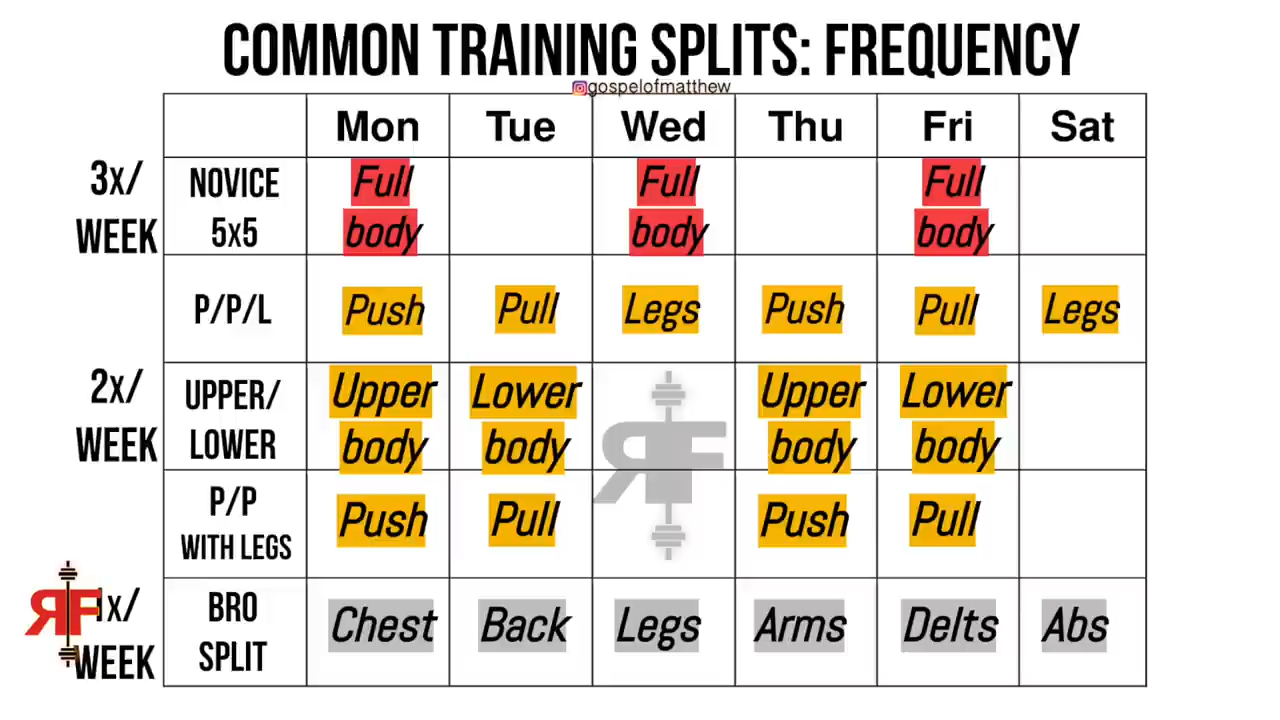 COMMON TRAINING SPLITS: FREQUENCY
gospelofmatthew
Mon Tue Wed Thu Fri Sat
3x/ WEEK
NOVICE 5x5
Full body
Full body
Full body
P/P/L
Push Pull Legs Push Pull Legs
2x/ WEEK
UPPER/ LOWER
Upper body
Lower body
Upper body
Lower body
RF
P/P WITH LEGS
Push Pull Push Pull
RF
1x/ WEEK
BRO SPLIT
Chest Back Legs Arms Delts Abs